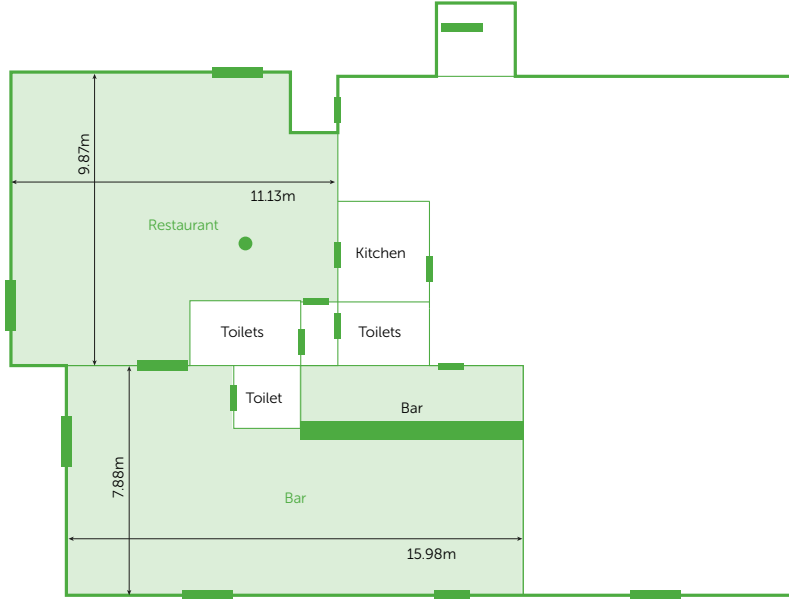 9.87m
11.13m
Restaurant
Kitchen
Toilets
Toilets
Toilet
Bar
7.88m
Bar
15.98m